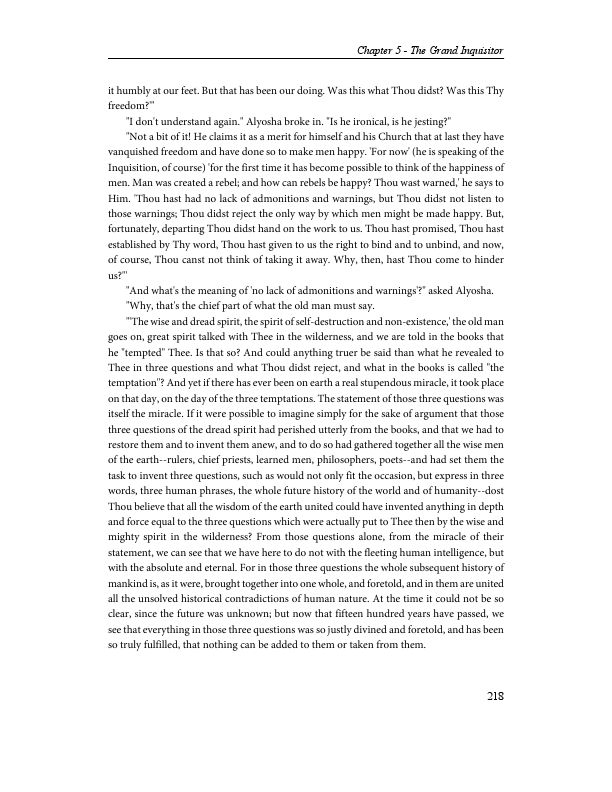 Chapter 5 - The Grand Inquisitor
it humbly at our feet. But that has been our doing. Was this what Thou didst? Was this Thy
freedom?'"
"I don't understand again." Alyosha broke in. "Is he ironical, is he jesting?"
"Not a bit of it! He claims it as a merit for himself and his Church that at last they have
vanquished freedom and have done so to make men happy. 'For now' (he is speaking of the
Inquisition, of course) 'for the first time it has become possible to think of the happiness of
men. Man was created a rebel; and how can rebels be happy? Thou wast warned,' he says to
Him. 'Thou hast had no lack of admonitions and warnings, but Thou didst not listen to
those warnings; Thou didst reject the only way by which men might be made happy. But,
fortunately, departing Thou didst hand on the work to us. Thou hast promised, Thou hast
established by Thy word, Thou hast given to us the right to bind and to unbind, and now,
of course, Thou canst not think of taking it away. Why, then, hast Thou come to hinder
us?'"
"And what's the meaning of 'no lack of admonitions and warnings'?" asked Alyosha.
"Why, that's the chief part of what the old man must say.
"'The wise and dread spirit, the spirit of self-destruction and non-existence,' the old man
goes on, great spirit talked with Thee in the wilderness, and we are told in the books that
he "tempted" Thee. Is that so? And could anything truer be said than what he revealed to
Thee in three questions and what Thou didst reject, and what in the books is called "the
temptation"? And yet if there has ever been on earth a real stupendous miracle, it took place
on that day, on the day of the three temptations. The statement of those three questions was
itself the miracle. If it were possible to imagine simply for the sake of argument that those
three questions of the dread spirit had perished utterly from the books, and that we had to
restore them and to invent them anew, and to do so had gathered together all the wise men
of the earth--rulers, chief priests, learned men, philosophers, poets--and had set them the
task to invent three questions, such as would not only fit the occasion, but express in three
words, three human phrases, the whole future history of the world and of humanity--dost
Thou believe that all the wisdom of the earth united could have invented anything in depth
and force equal to the three questions which were actually put to Thee then by the wise and
mighty spirit in the wilderness? From those questions alone, from the miracle of their
statement, we can see that we have here to do not with the fleeting human intelligence, but
with the absolute and eternal. For in those three questions the whole subsequent history of
mankind is, as it were, brought together into one whole, and foretold, and in them are united
all the unsolved historical contradictions of human nature. At the time it could not be so
clear, since the future was unknown; but now that fifteen hundred years have passed, we
see that everything in those three questions was so justly divined and foretold, and has been
so truly fulfilled, that nothing can be added to them or taken from them.
218